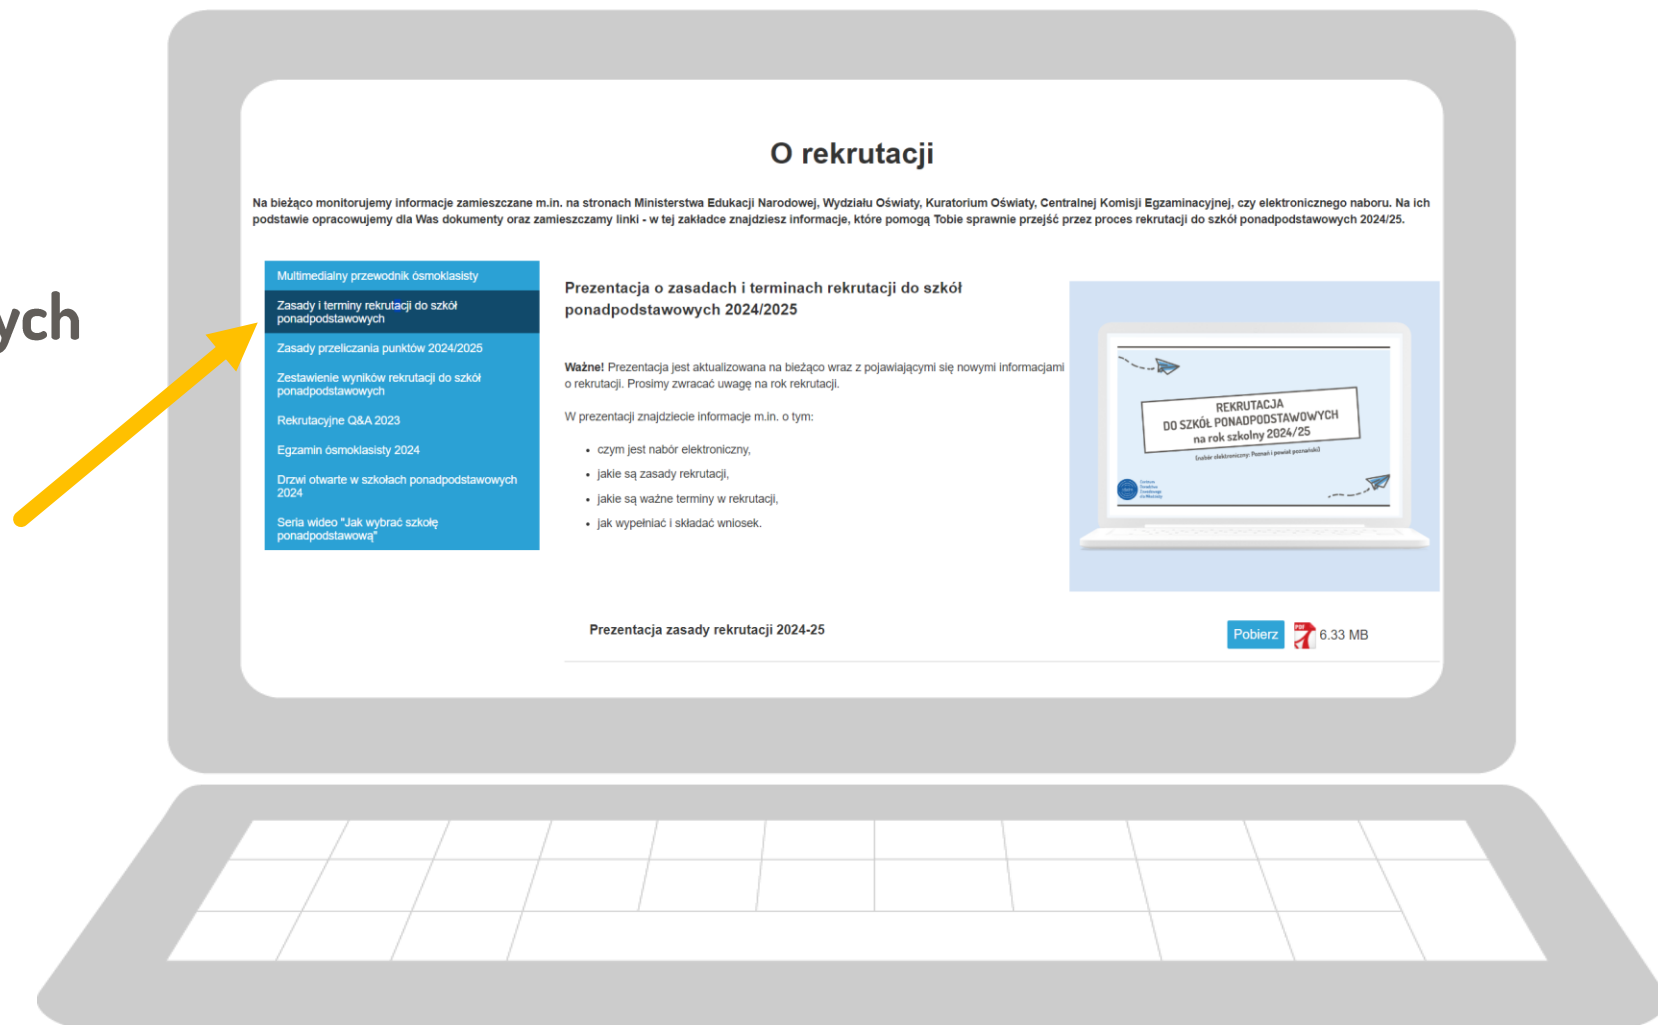 O rekrutacji
Na bieżąco monitorujemy informacje zamieszczane m.in. na stronach Ministerstwa Edukacji Narodowej, Wydziału Oświaty, Kuratorium Oświaty, Centralnej Komisji Egzaminacyjnej, czy elektronicznego naboru. Na ich
podstawie opracowujemy dla Was dokumenty oraz zamieszczamy linki - w tej zakładce znajdziesz informacje, które pomogą Tobie sprawnie przejść przez proces rekrutacji do szkół ponadpodstawowych 2024/25.
ych
Multimedialny przewodnik ósmoklasisty
Zasady i terminy rekrutacji do szkół
ponadpodstawowych
Zasady przeliczania punktów 2024/2025
Zestawienie wyników rekrutacji do szkół
ponadpodstawowych
Rekrutacyjne Q&A 2023
Egzamin ósmoklasisty 2024
Drzwi otwarte w szkołach ponadpodstawowych
2024
Seria wideo "Jak wybrać szkołę
ponadpodstawową"
Prezentacja o zasadach i terminach rekrutacji do szkół
ponadpodstawowych 2024/2025
Ważne! Prezentacja jest aktualizowana na bieżąco wraz z pojawiającymi się nowymi informacjami
o rekrutacji. Prosimy zwracać uwagę na rok rekrutacji.
W prezentacji znajdziecie informacje m.in. o tym:
• czym jest nabór elektroniczny,
• jakie są zasady rekrutacji,
• jakie są ważne terminy w rekrutacji,
• jak wypełniać i składać wniosek.
REKRUTACJA
DO SZKÓŁ PONADPODSTAWOWYCH
na rok szkolny 2024/25
(nabór elektroniczny: Poznań i powiat poznański)
Prezentacja zasady rekrutacji 2024-25
Pobierz
PDF
6.33 MB